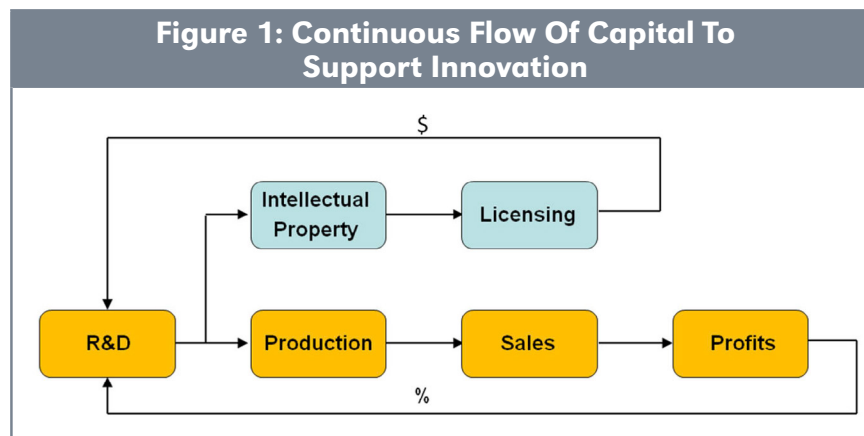 Figure 1: Continuous Flow Of Capital To
Support Innovation
$
Intellectual
Property
Licensing
R&D
Production
Sales
Profits
%